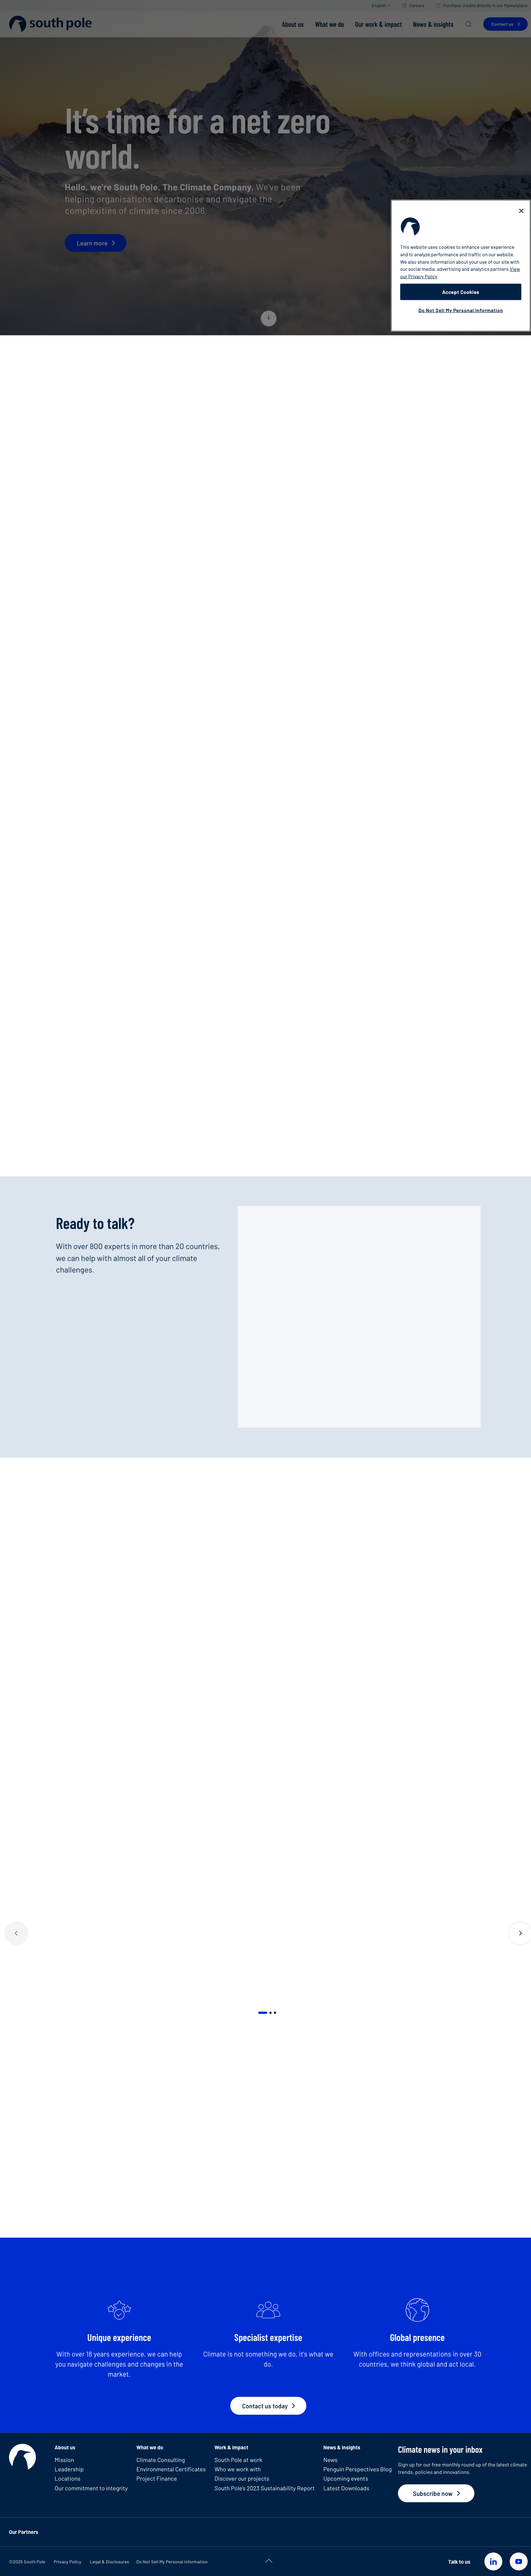 English
Careers
Purchase credits directly in our Marketplace
south pole
About us
What we do
Our work & impact
News & insights
Contact us
It's time for a net zero
world.
Hello, we're South Pole. The Climate Company. We've been
helping organisations decarbonise and navigate the
complexities of climate since 2006
Learn more
This website uses cookies to enhance user experience
and to analyze performance and traffic on our website.
We also share information about your use of our site with
our social media, advertising and analytics partners. View
our Privacy Policy
Accept Cookies
Do Not Sell My Personal Information
Ready to talk?
With over 800 experts in more than 20 countries,
we can help with almost all of your climate
challenges.
Unique experience
With over 18 years experience, we can help
you navigate challenges and changes in the
market.
Specialist expertise
Climate is not something we do, it's what we
do.
Global presence
With offices and representations in over 30
countries, we think global and act local.
Contact us today
About us
Mission
Leadership
Locations
Our commitment to integrity
What we do
Climate Consulting
Environmental Certificates
Project Finance
Work & impact
South Pole at work
Who we work with
Discover our projects
South Pole's 2023 Sustainability Report
News & Insights
News
Penguin Perspectives Blog
Upcoming events
Latest Downloads
Climate news in your inbox
Sign up for our free monthly round up of the latest climate
trends, policies and innovations.
Subscribe now
Our Partners
©2025 South Pole
Privacy Policy
Legal & Disclosures
Do Not Sell My Personal Information
Talk to us